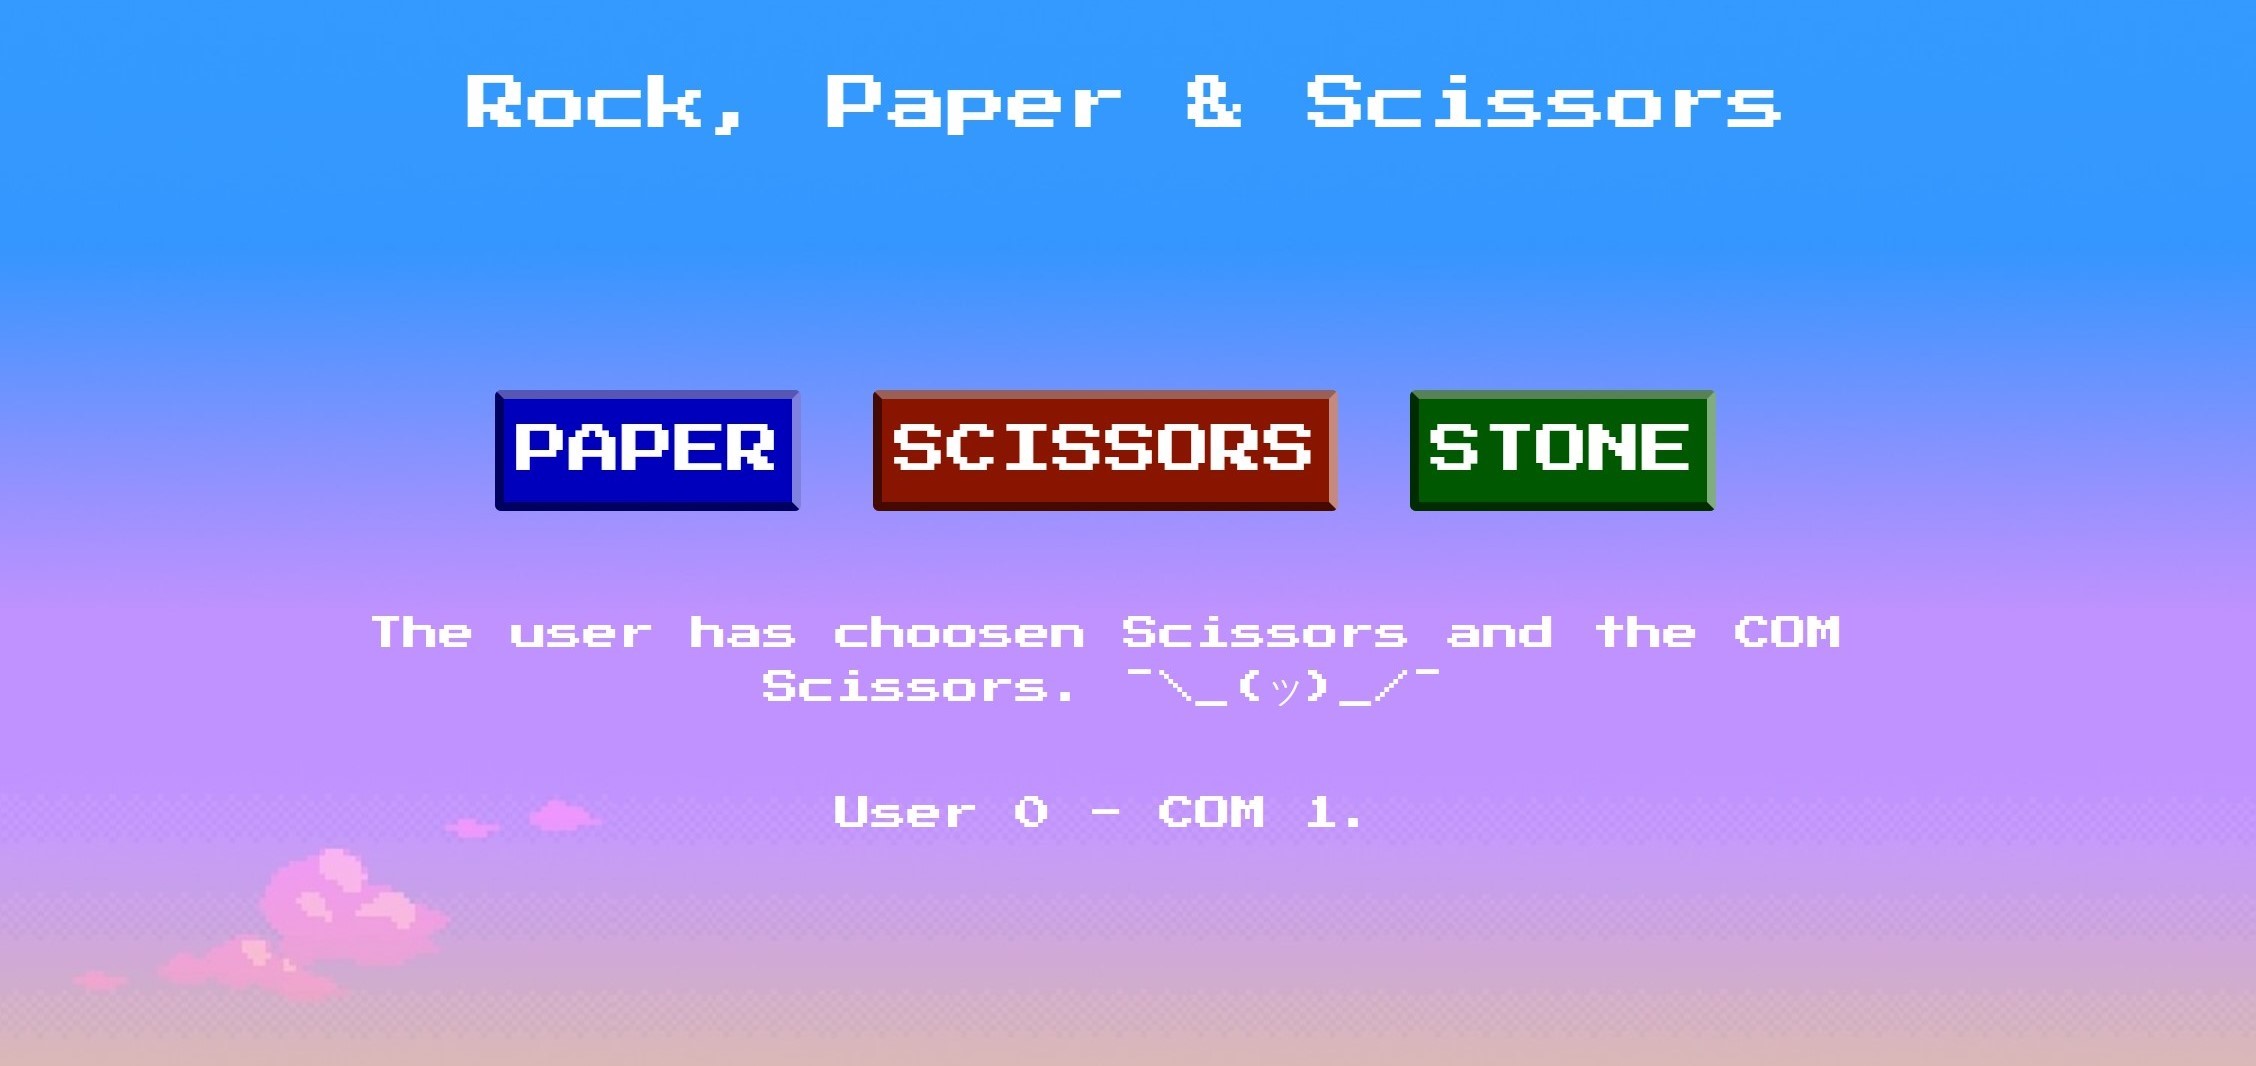 Rock, Paper & Scissors
PAPER
SCISSORS
STONE
The user has choosen Scissors and the COM
Scissors. ¯\_(ツ)_/¯
User 0 - COM 1.